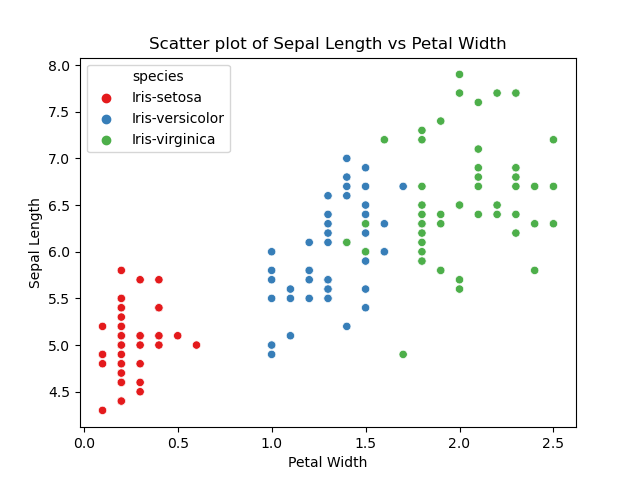 Scatter plot of Sepal Length vs Petal Width
species
Iris-setosa
Iris-versicolor
Iris-virginica
8.0
7.5
7.0
6.5
6.0
5.5
5.0
4.5
Sepal Length
0.0 0.5 1.0 1.5 2.0 2.5
Petal Width